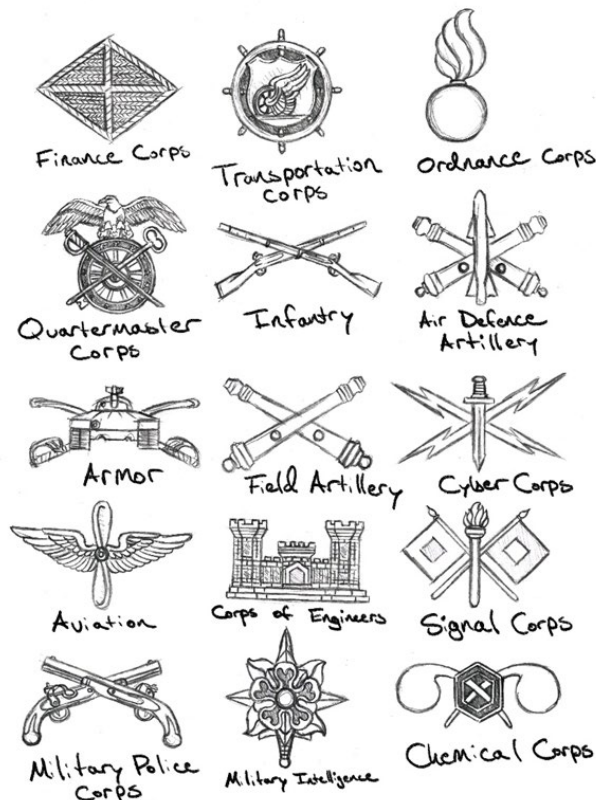 Finance Corps
Transportation
Corps
Ordnance Corps
Quartermaster
Corps
Infantry
Air Defence
Artillery
Armor
Field Artillery
Cyber Corps
Aviation
Corps of Engineers
Signal Corps
Military Police
Corps
Military Intelligence
Chemical Corps